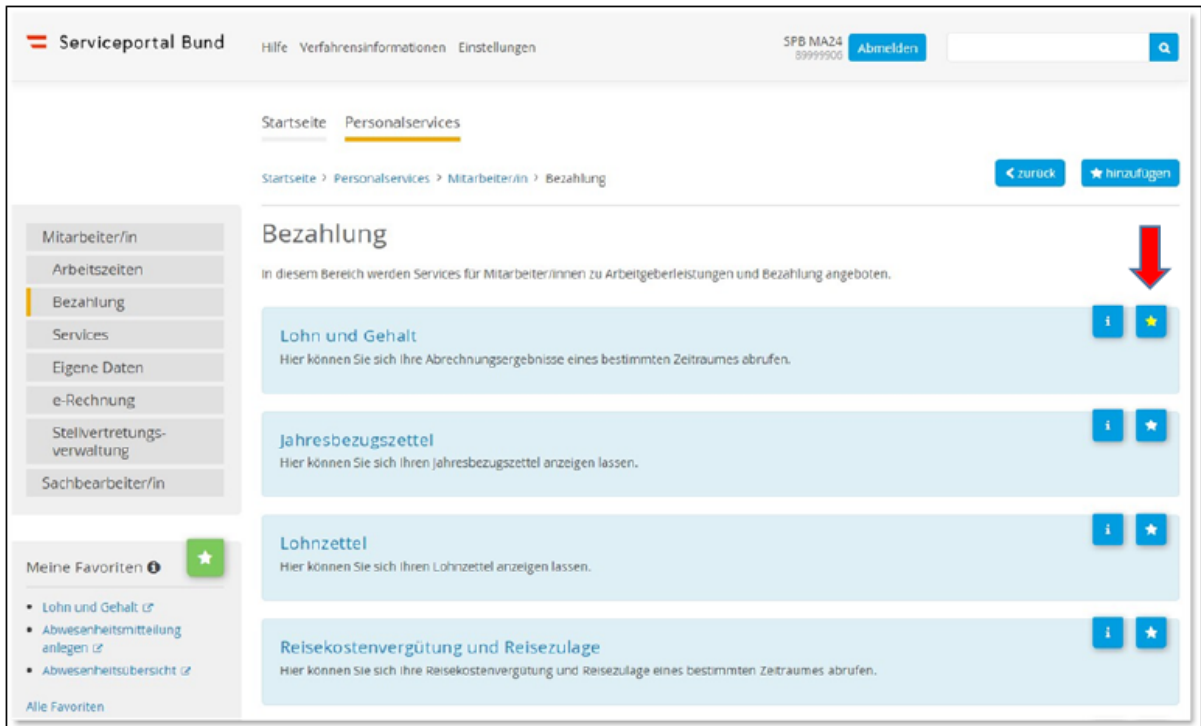 Serviceportal Bund
Hilfe Verfahrensinformationen Einstellungen
SPB MA24
89999906
Abmelden
Startseite Personalservices
Startseite > Personalservices > Mitarbeiter/in > Bezahlung
zurück
hinzufügen
Mitarbeiter/in
Arbeitszeiten
Bezahlung
Services
Eigene Daten
e-Rechnung
Stellvertretungs-
verwaltung
Sachbearbeiter/in
Meine Favoriten
Lohn und Gehalt
Abwesenheitsmitteilung
anlegen
Abwesenheitsübersicht
Alle Favoriten
Bezahlung
In diesem Bereich werden Services für Mitarbeiter/innen zu Arbeitgeberleistungen und Bezahlung angeboten.
Lohn und Gehalt
Hier können Sie sich Ihre Abrechnungsergebnisse eines bestimmten Zeitraumes abrufen.
Jahresbezugszettel
Hier können Sie sich Ihren Jahresbezugszettel anzeigen lassen.
Lohnzettel
Hier können Sie sich Ihren Lohnzettel anzeigen lassen.
Reisekostenvergütung und Reisezulage
Hier können Sie sich Ihre Reisekostenvergütung und Reisezulage eines bestimmten Zeitraumes abrufen.